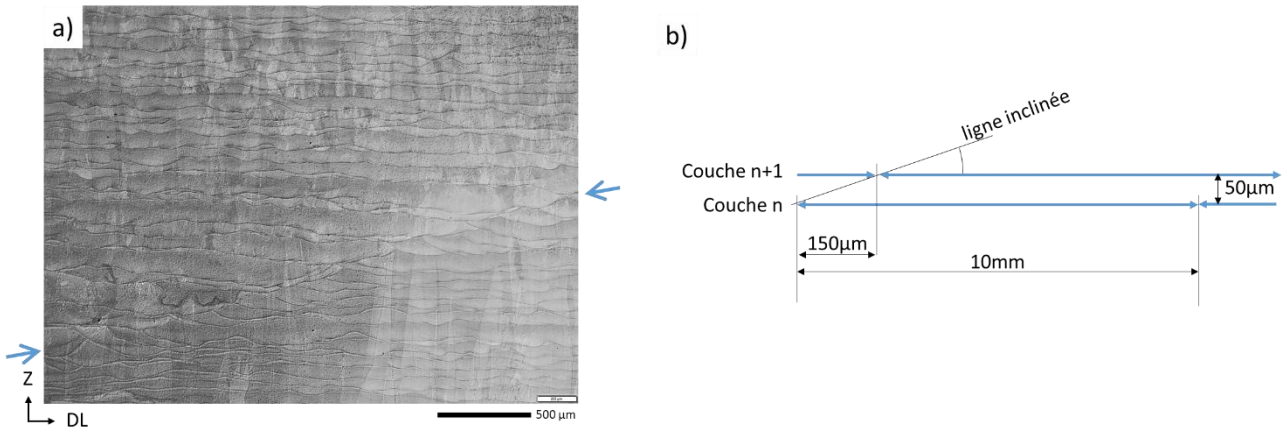 a)
Z
DL
500 µm
b)
ligne inclinée
Couche n+1
Couche n
50µm
150µm
10mm